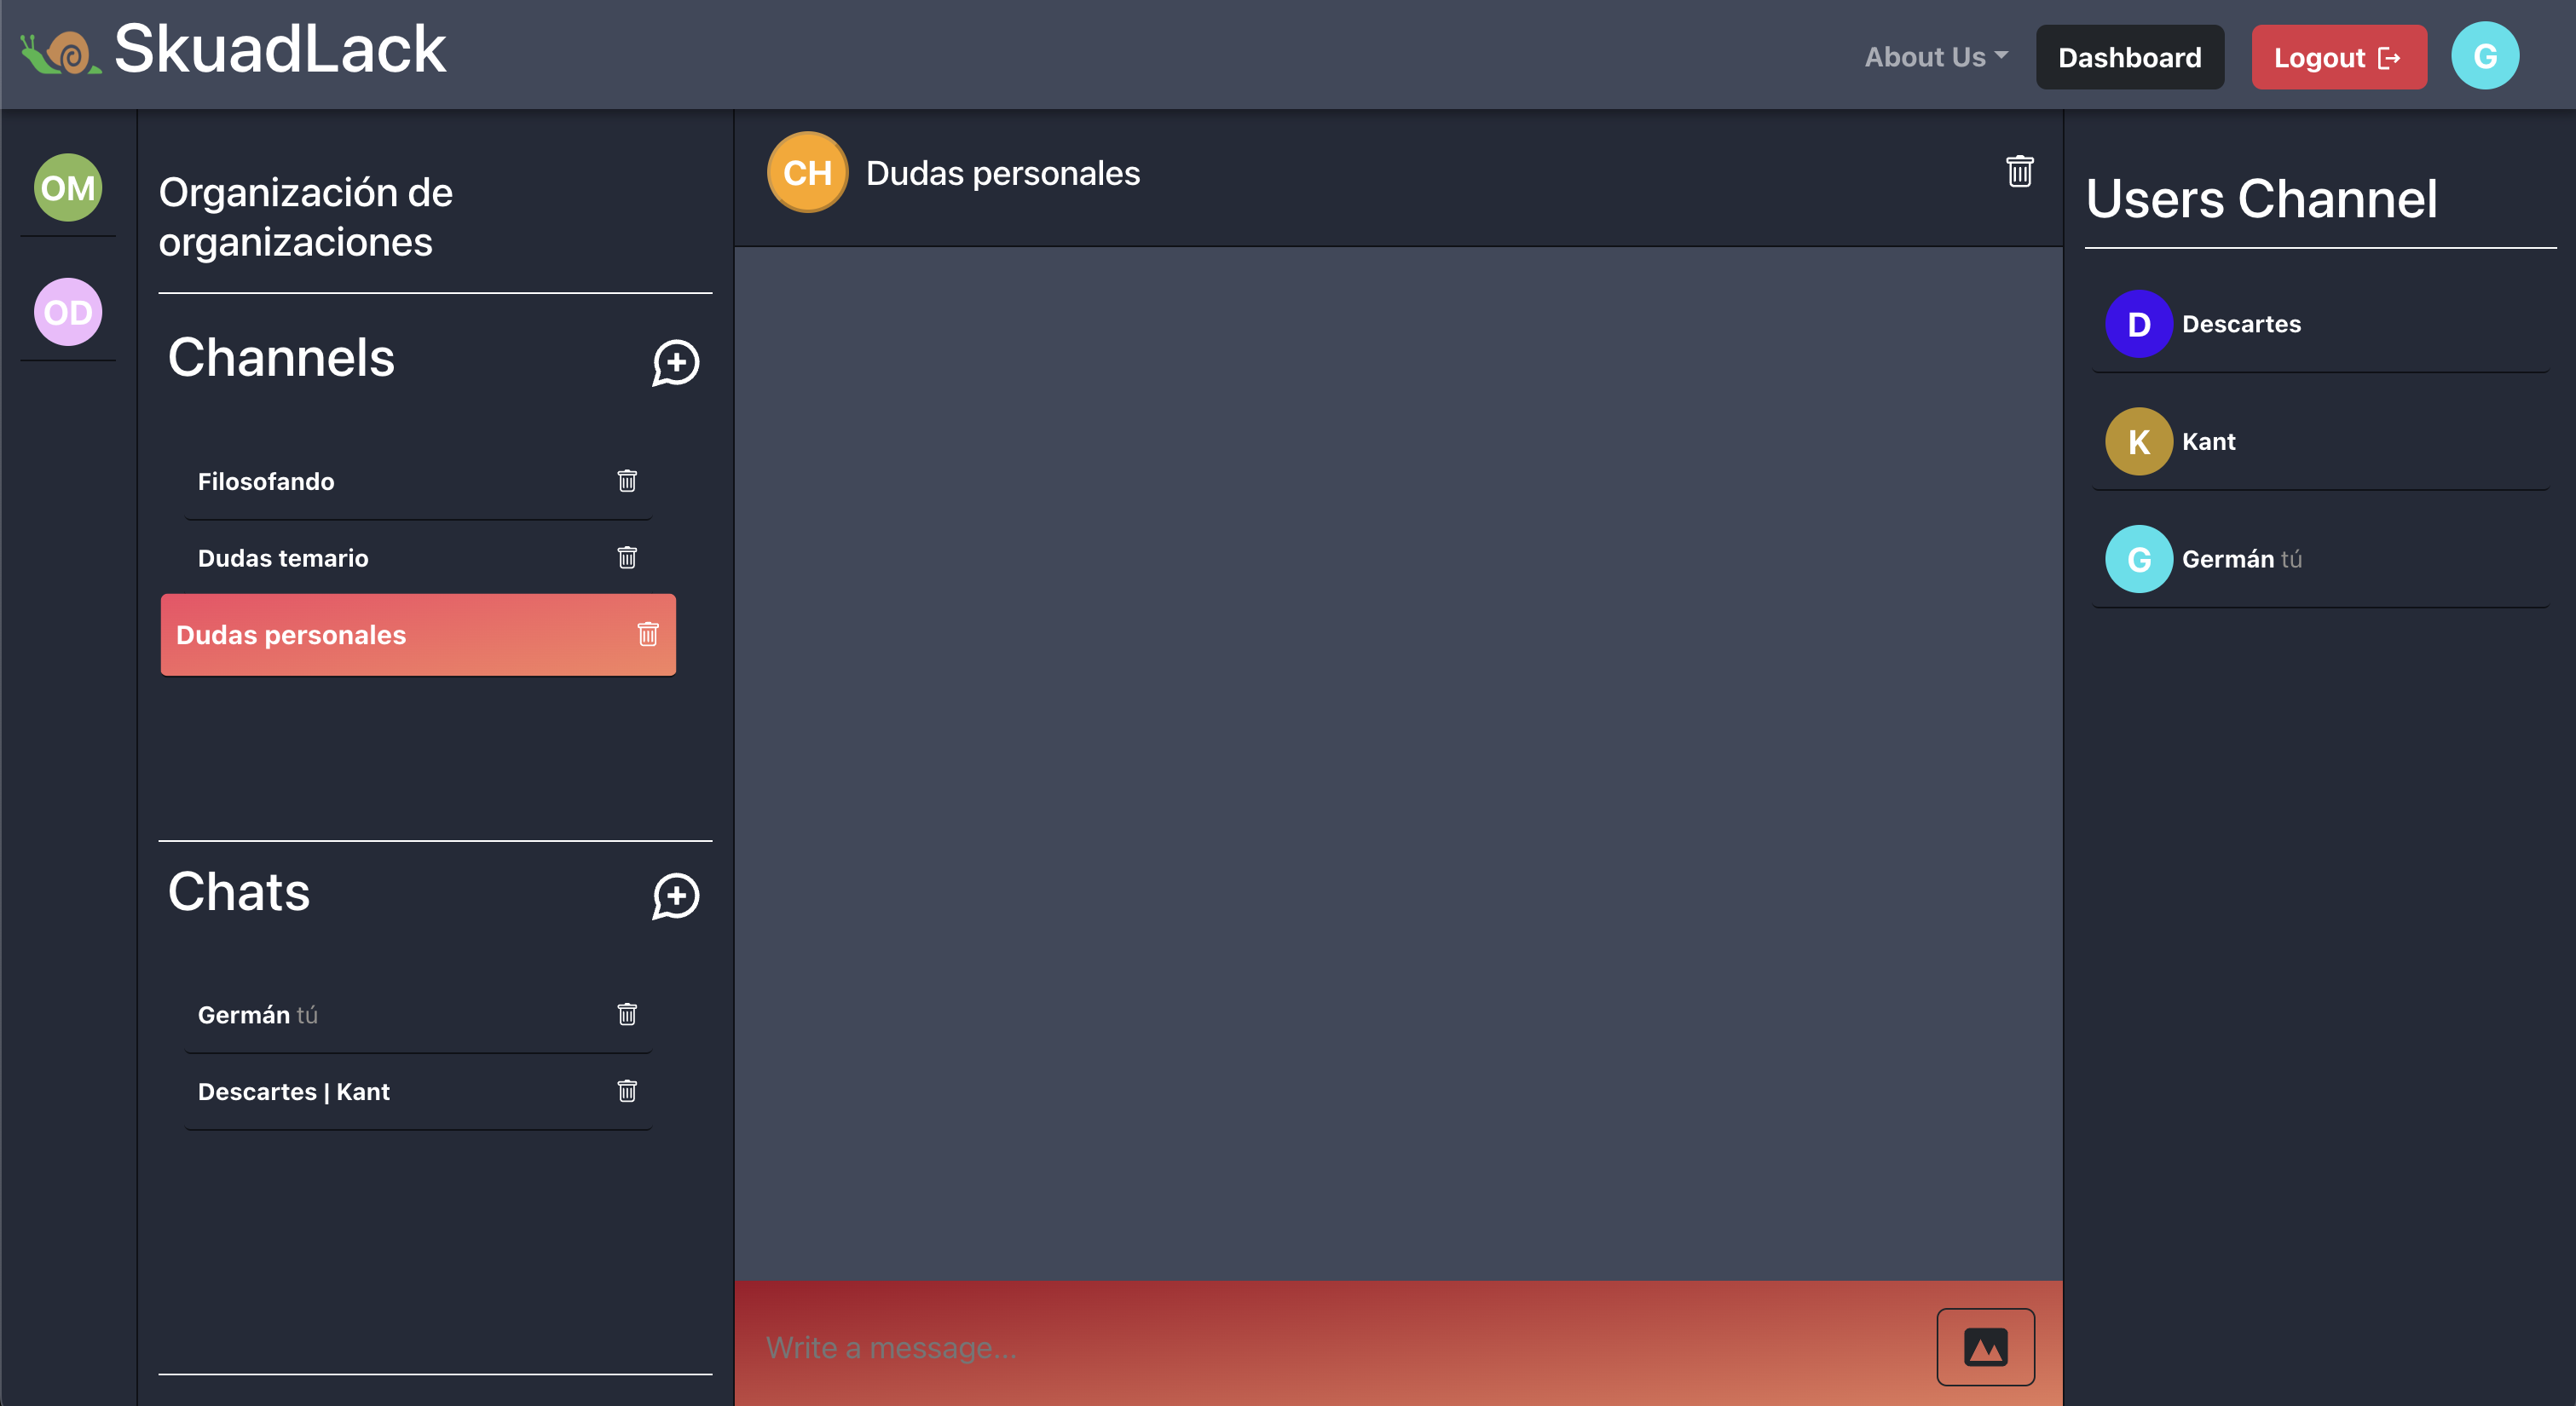 SkuadLack
About Us
Dashboard
Logout
G
OM
OD
Organización de
organizaciones
Channels
Filosofando
Dudas temario
Dudas personales
Chats
Germán tú
Descartes | Kant
CH
Dudas personales
Write a message...
Users Channel
D
Descartes
K
Kant
G
Germán tú